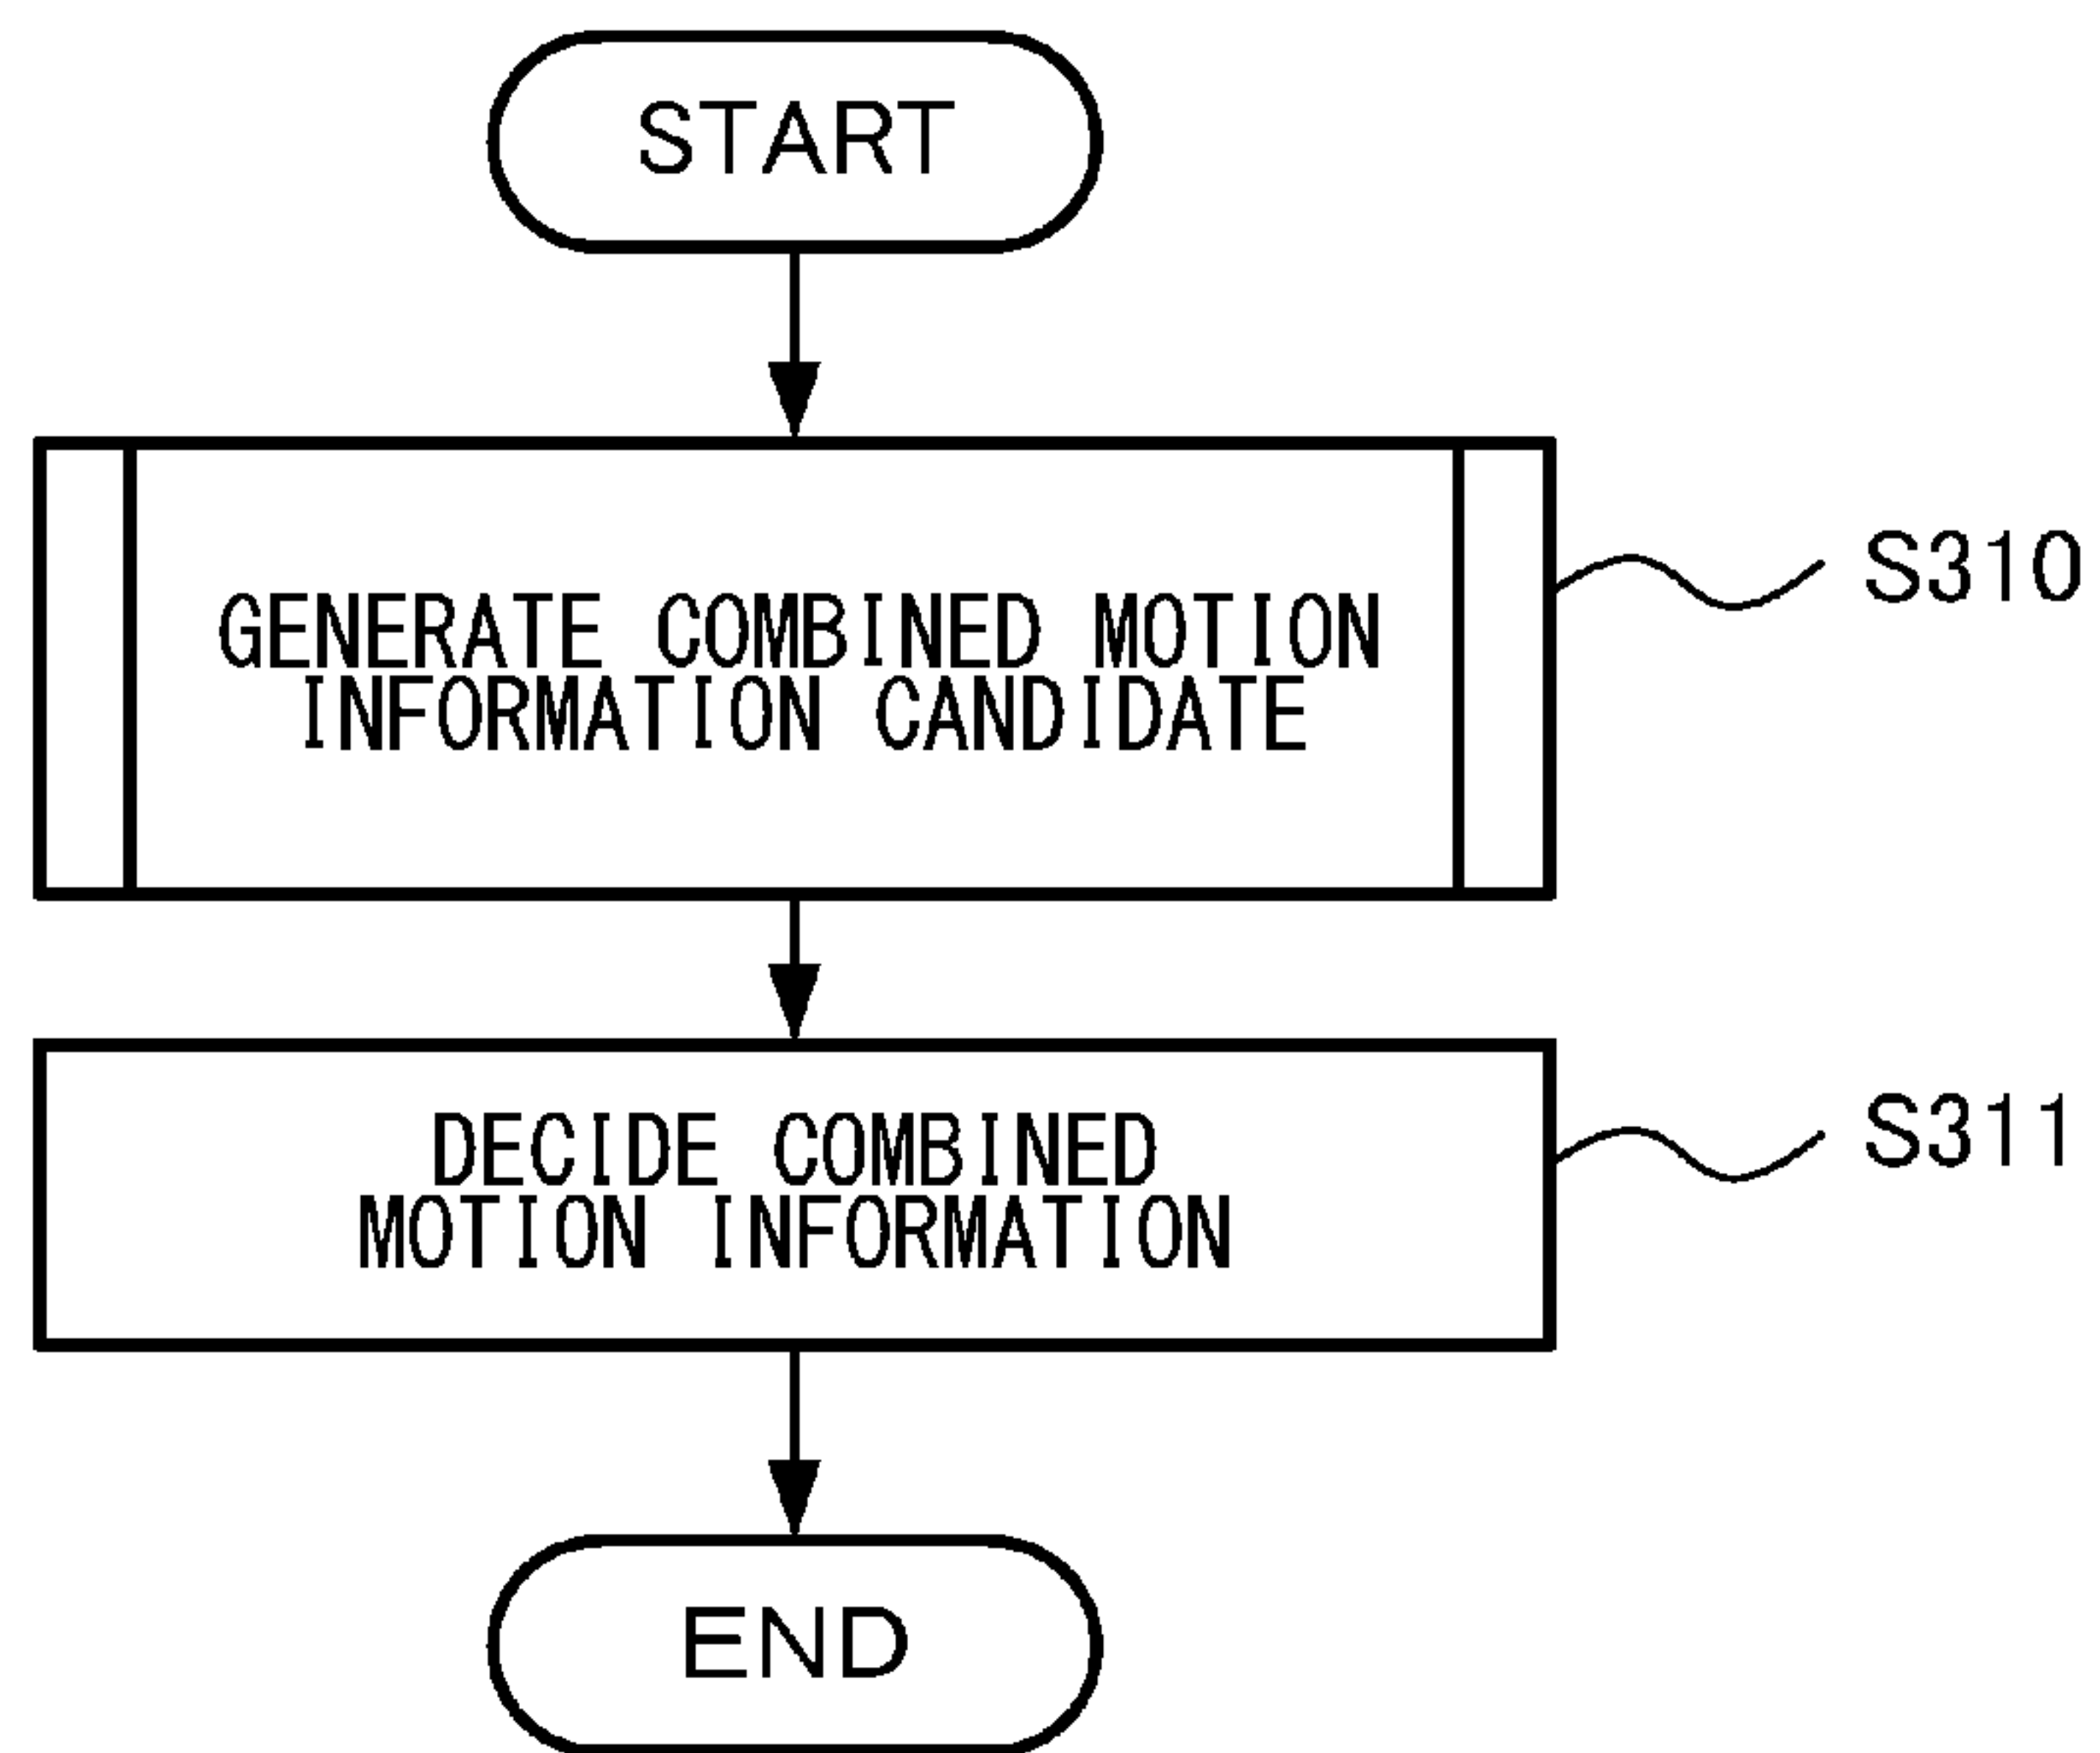 START
GENERATE COMBINED MOTION
INFORMATION CANDIDATE
S310
DECIDE COMBINED
MOTION INFORMATION
S311
END